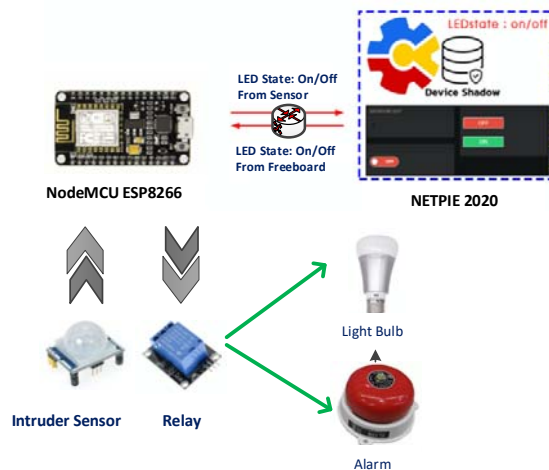 LEDstate : on/off
Device Shadow
LED State: On/Off
From Sensor
LED State: On/Off
From Freeboard
OFF
ON
OFF
NodeMCU ESP8266
NETPIE 2020
Light Bulb
Intruder Sensor
Relay
Alarm